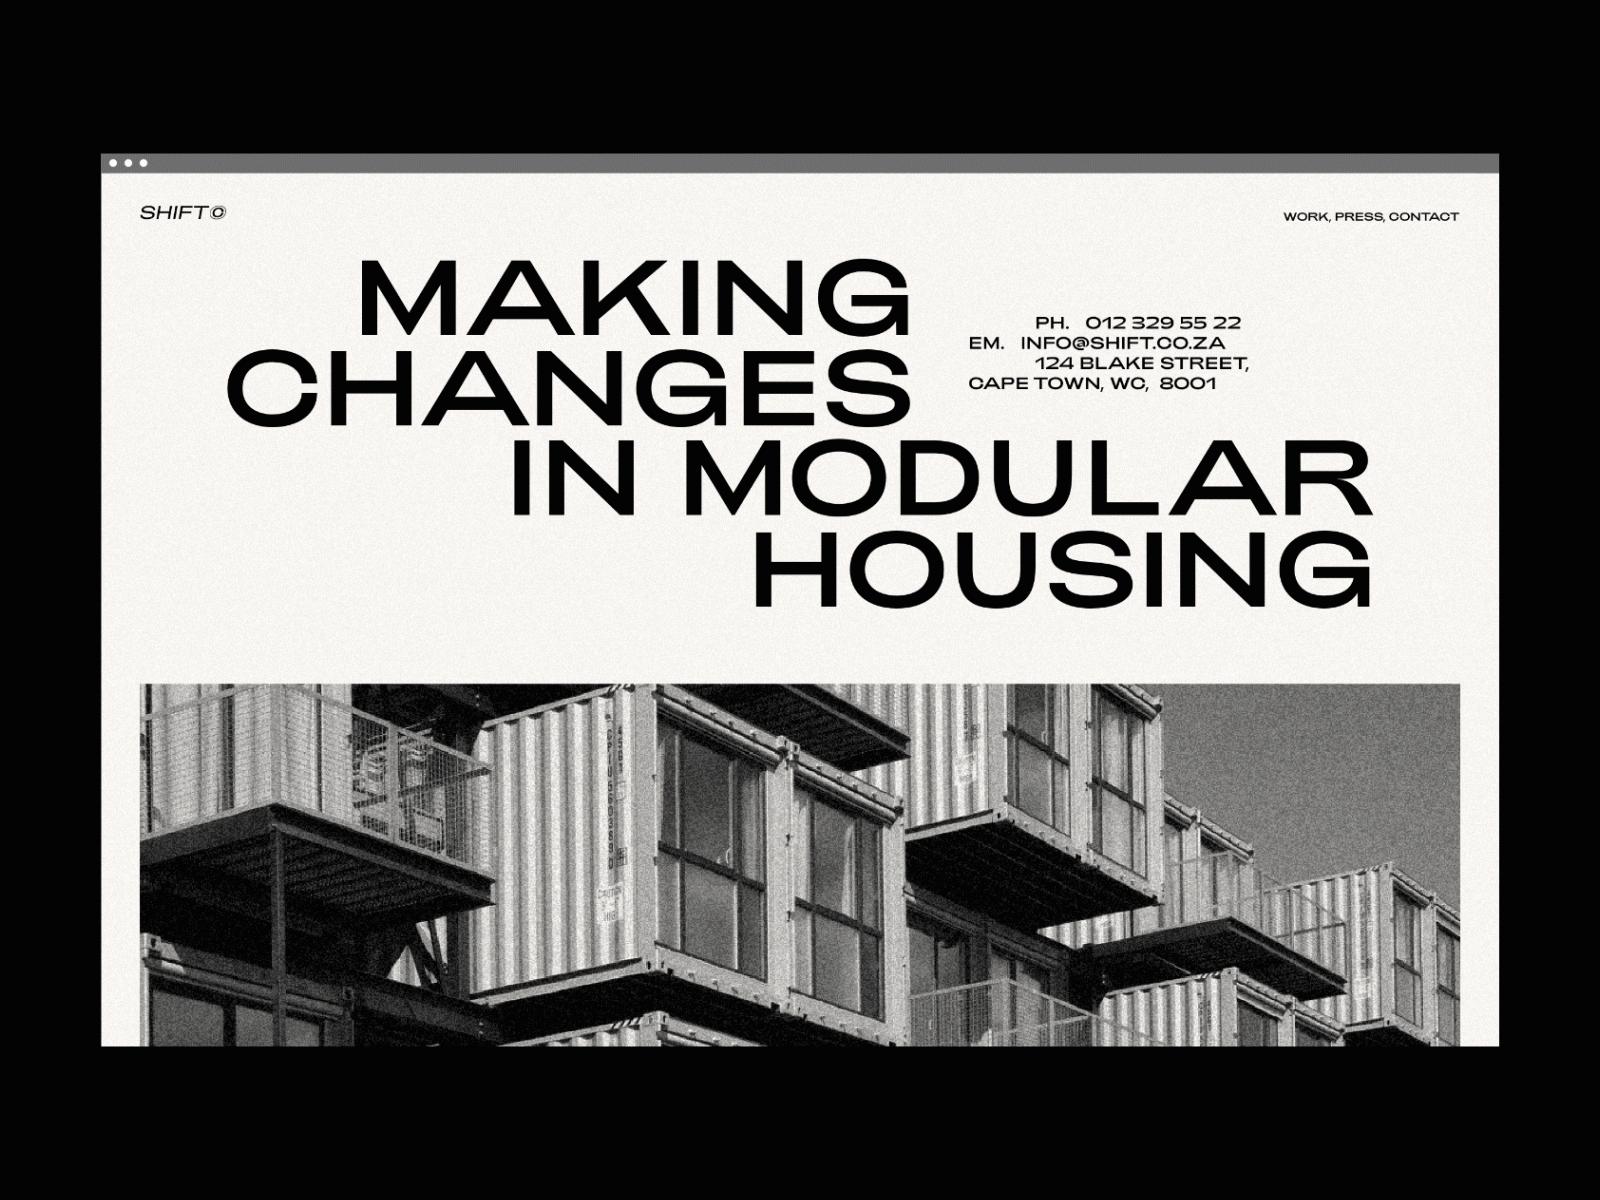 SHIFT©
WORK, PRESS, CONTACT
MAKING
CHANGES
IN MODULAR
HOUSING
PH. 012 329 55 22
EM. INFO@SHIFT.CO.ZA
124 BLAKE STREET,
CAPE TOWN, WC, 8001
CAUTION